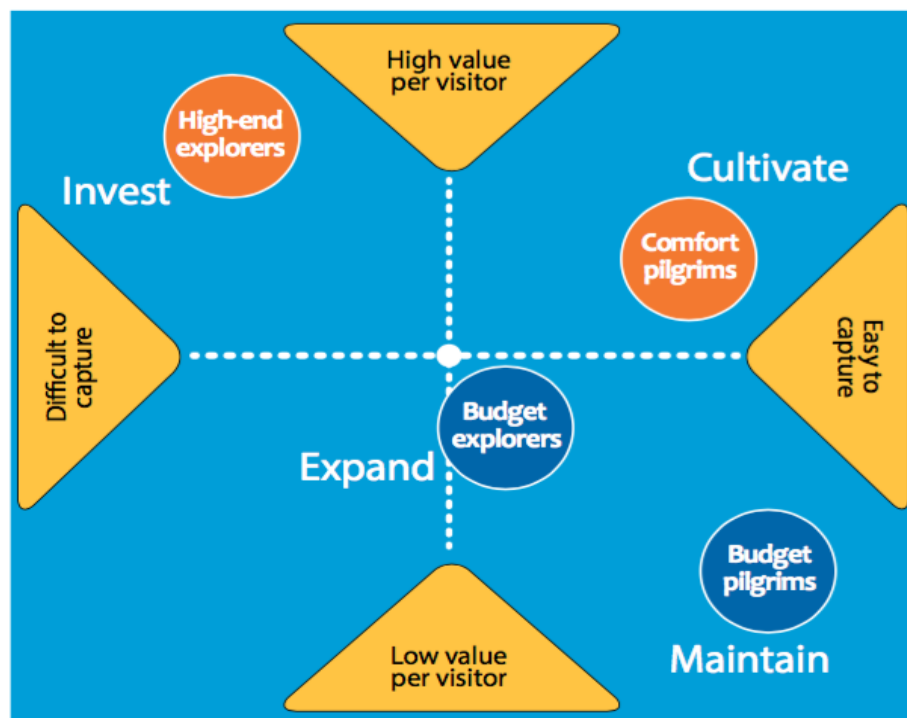 High value
per visitor
High-end
explorers
Invest
Cultivate
Comfort
pilgrims
Difficult to
capture
Easy to
capture
Budget
explorers
Expand
Budget
pilgrims
Low value
per visitor
Maintain